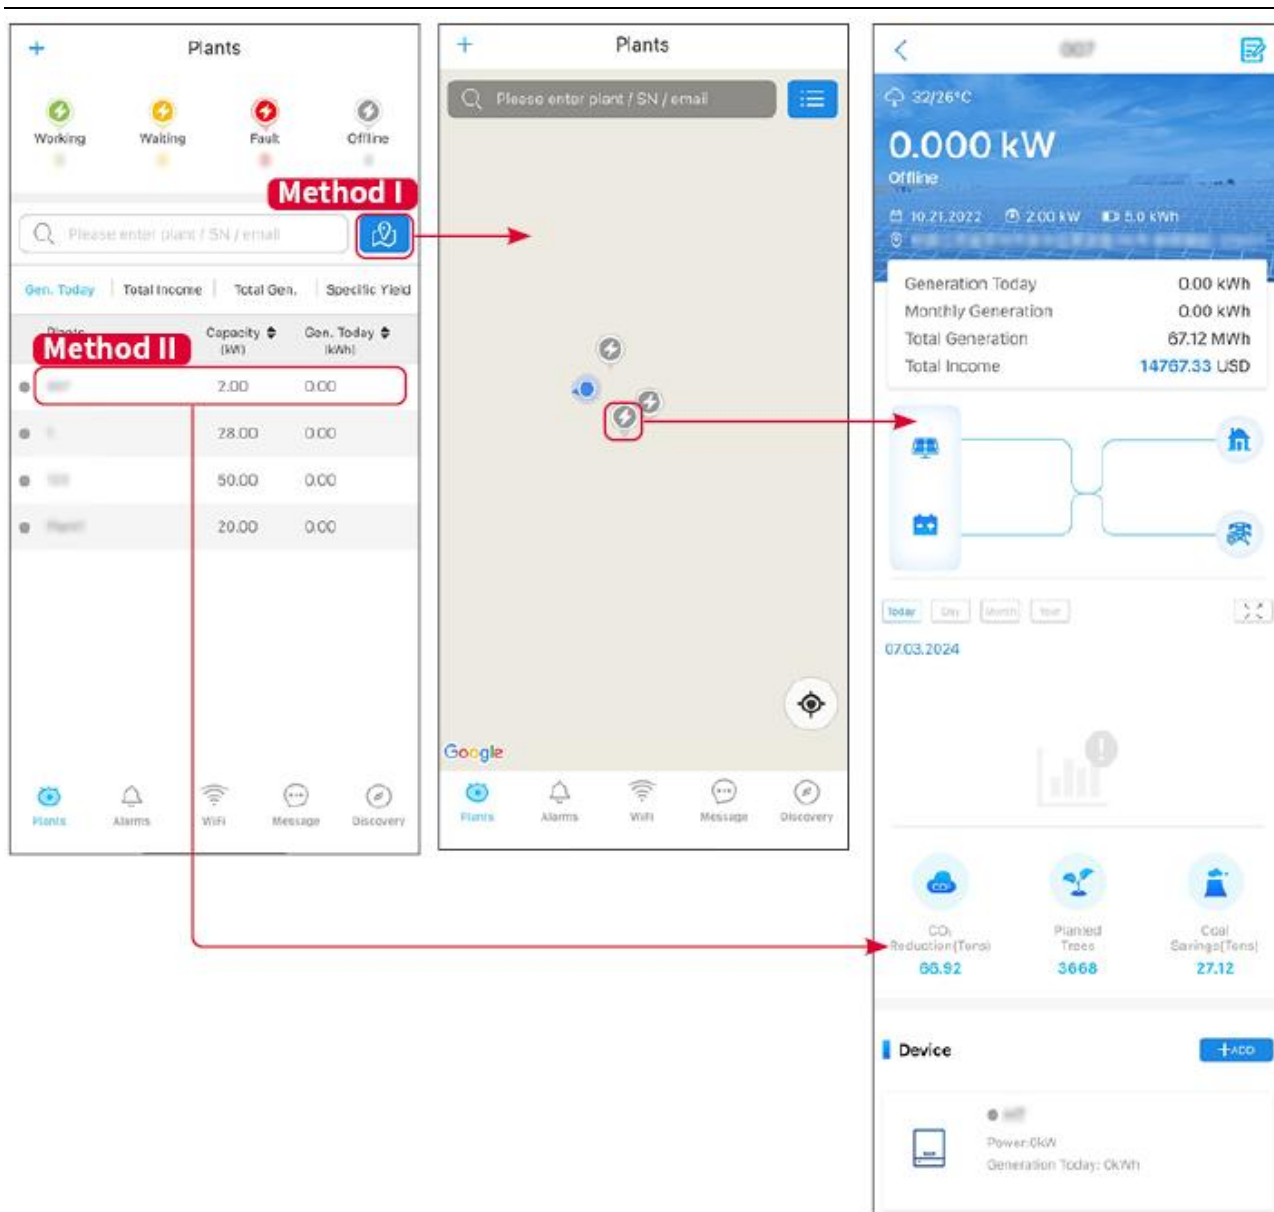 Plants
Working
Waiting
Fault
Offline
Method I
Please enter plant / SN / email
Gen. Today
Total Income
Total Gen.
Specific Yield
Plants
Capacity
(kW)
Gen. Today
(kWh)
Method II
2.00
0.00
28.00
0.00
50.00
0.00
20.00
0.00
Plants
Alarms
WiFi
Message
Discovery
Plants
Please enter plant / SN / email
Google
Plants
Alarms
WiFi
Message
Discovery
007
32/26°C
0.000 kW
Offline
10.21.2022
2.00 kW
5.0 kWh
Generation Today
0.00 kWh
Monthly Generation
0.00 kWh
Total Generation
67.12 MWh
Total Income
14767.33 USD
Today
Day
Month
Year
07.03.2024
CO₂
Reduction(Tons)
66.92
Planted
Trees
3668
Coal
Savings(Tons)
27.12
Device
+ADD
Power:0kW
Generation Today: 0kWh